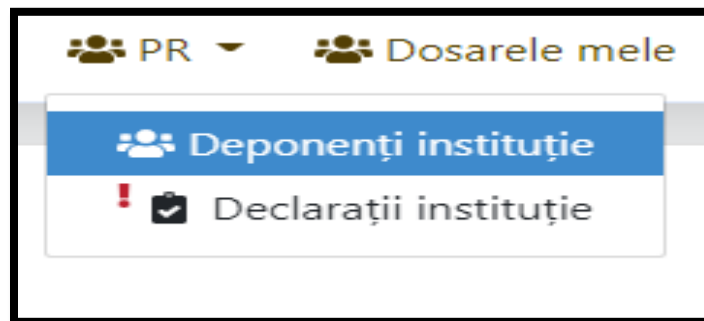 PR Dosarele mele
Deponenți instituție
! Declarații instituție